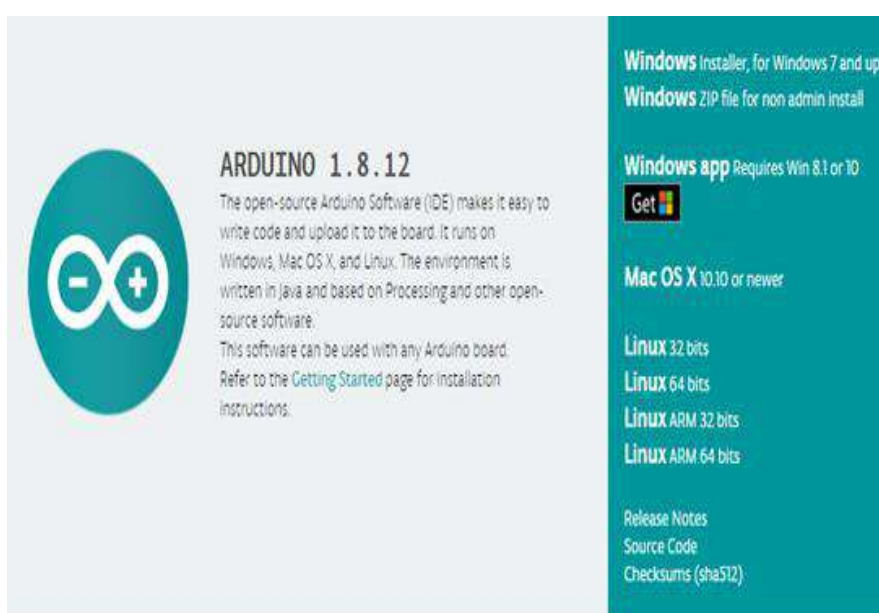 ARDUINO 1.8.12
The open-source Arduino Software (IDE) makes it easy to
write code and upload it to the board. It runs on
Windows, Mac OS X, and Linux. The environment is
written in Java and based on Processing and other open-
source software.
This software can be used with any Arduino board.
Refer to the Getting Started page for Installation
instructions.
Windows Installer, for Windows 7 and up
Windows ZIP file for non admin install
Windows app Requires Win 8.1 or 10
Get
Mac OS X 10.10 or newer
Linux 32 bits
Linux 64 bits
Linux ARM 32 bits
Linux ARM 64 bits
Release Notes
Source Code
Checksums (sha512)